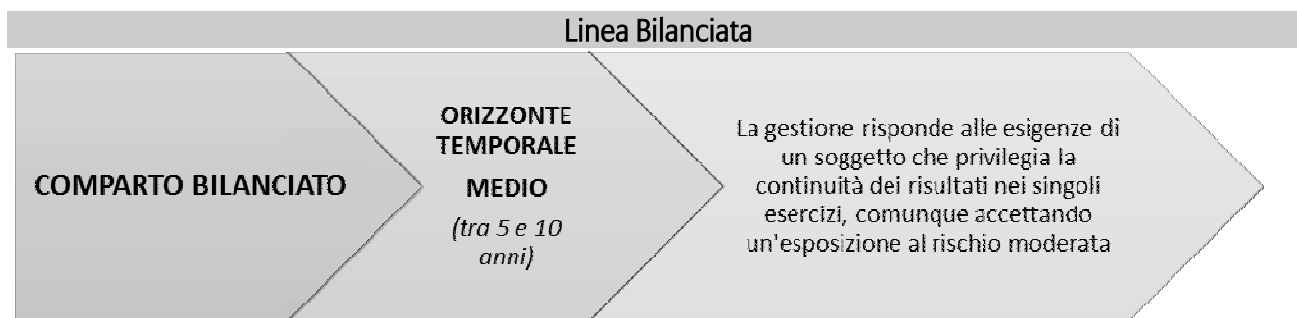 Linea Bilanciata
COMPARTO BILANCIATO
ORIZZONTE
TEMPORALE
MEDIO
(tra 5 e 10
anni)
La gestione risponde alle esigenze di
un soggetto che privilegia la
continuità dei risultati nei singoli
esercizi, comunque accettando
un'esposizione al rischio moderata